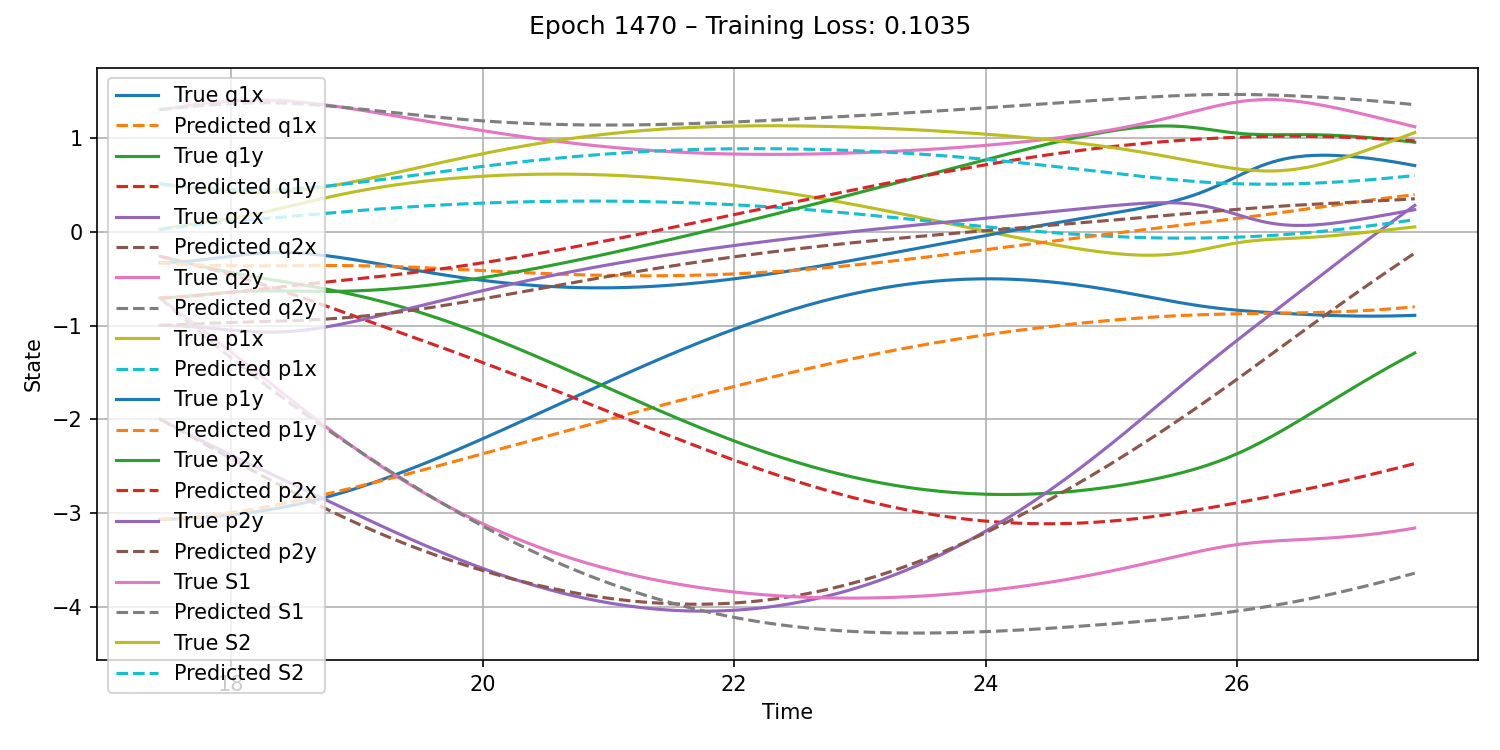 Epoch 1470 – Training Loss: 0.1035
True q1x
Predicted q1x
True q1y
Predicted q1y
True q2x
Predicted q2x
True q2y
Predicted q2y
True p1x
Predicted p1x
True p1y
Predicted p1y
True p2x
Predicted p2x
True p2y
Predicted p2y
True S1
Predicted S1
True S2
Predicted S2
1
0
−1
−2
−3
−4
State
18
20
22
24
26
Time